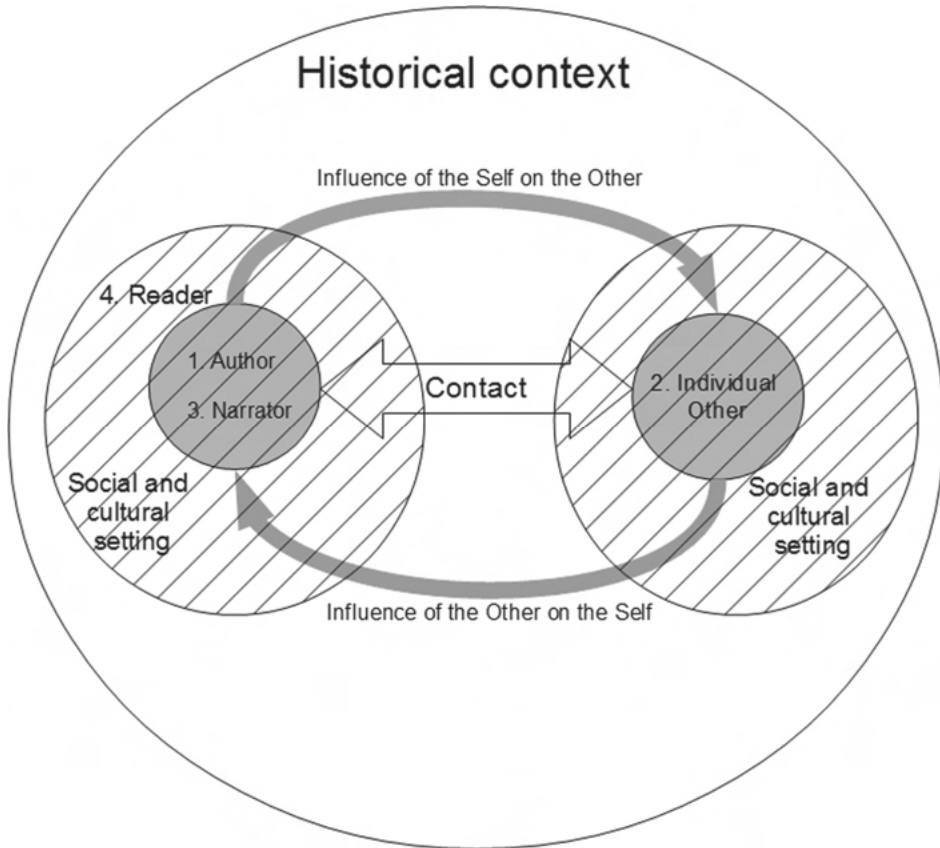 Historical context
Influence of the Self on the Other
4. Reader
1. Author
3. Narrator
Contact
2. Individual
Other
Social and
cultural
setting
Social and
cultural
setting
Influence of the Other on the Self